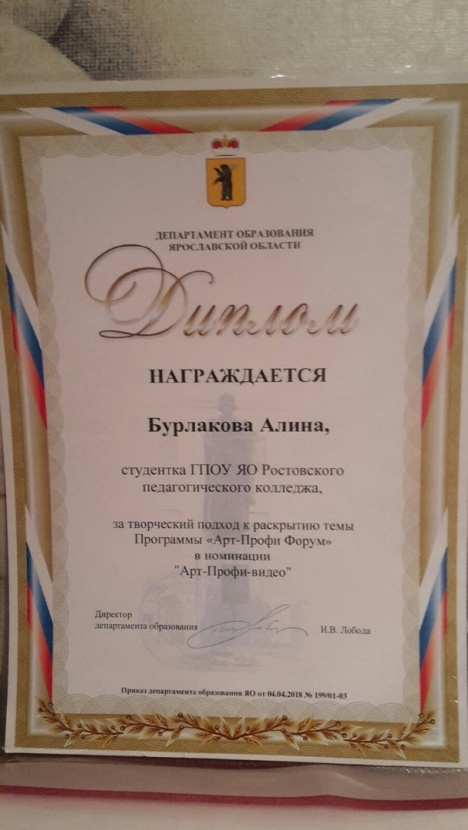 ДЕПАРТАМЕНТ ОБРАЗОВАНИЯ
ЯРОСЛАВСКОЙ ОБЛАСТИ
Диплом
НАГРАЖДАЕТСЯ
Бурлакова Алина,
студентка ГПОУ ЯО Ростовского
педагогического колледжа,
за творческий подход к раскрытию темы
Программы «Арт-Профи Форум»
в номинации
"Арт-Профи-видео"
Директор
департамента образования
И.В. Лобода
Приказ департамента образования ЯО от 04.04.2018 № 199/01-03